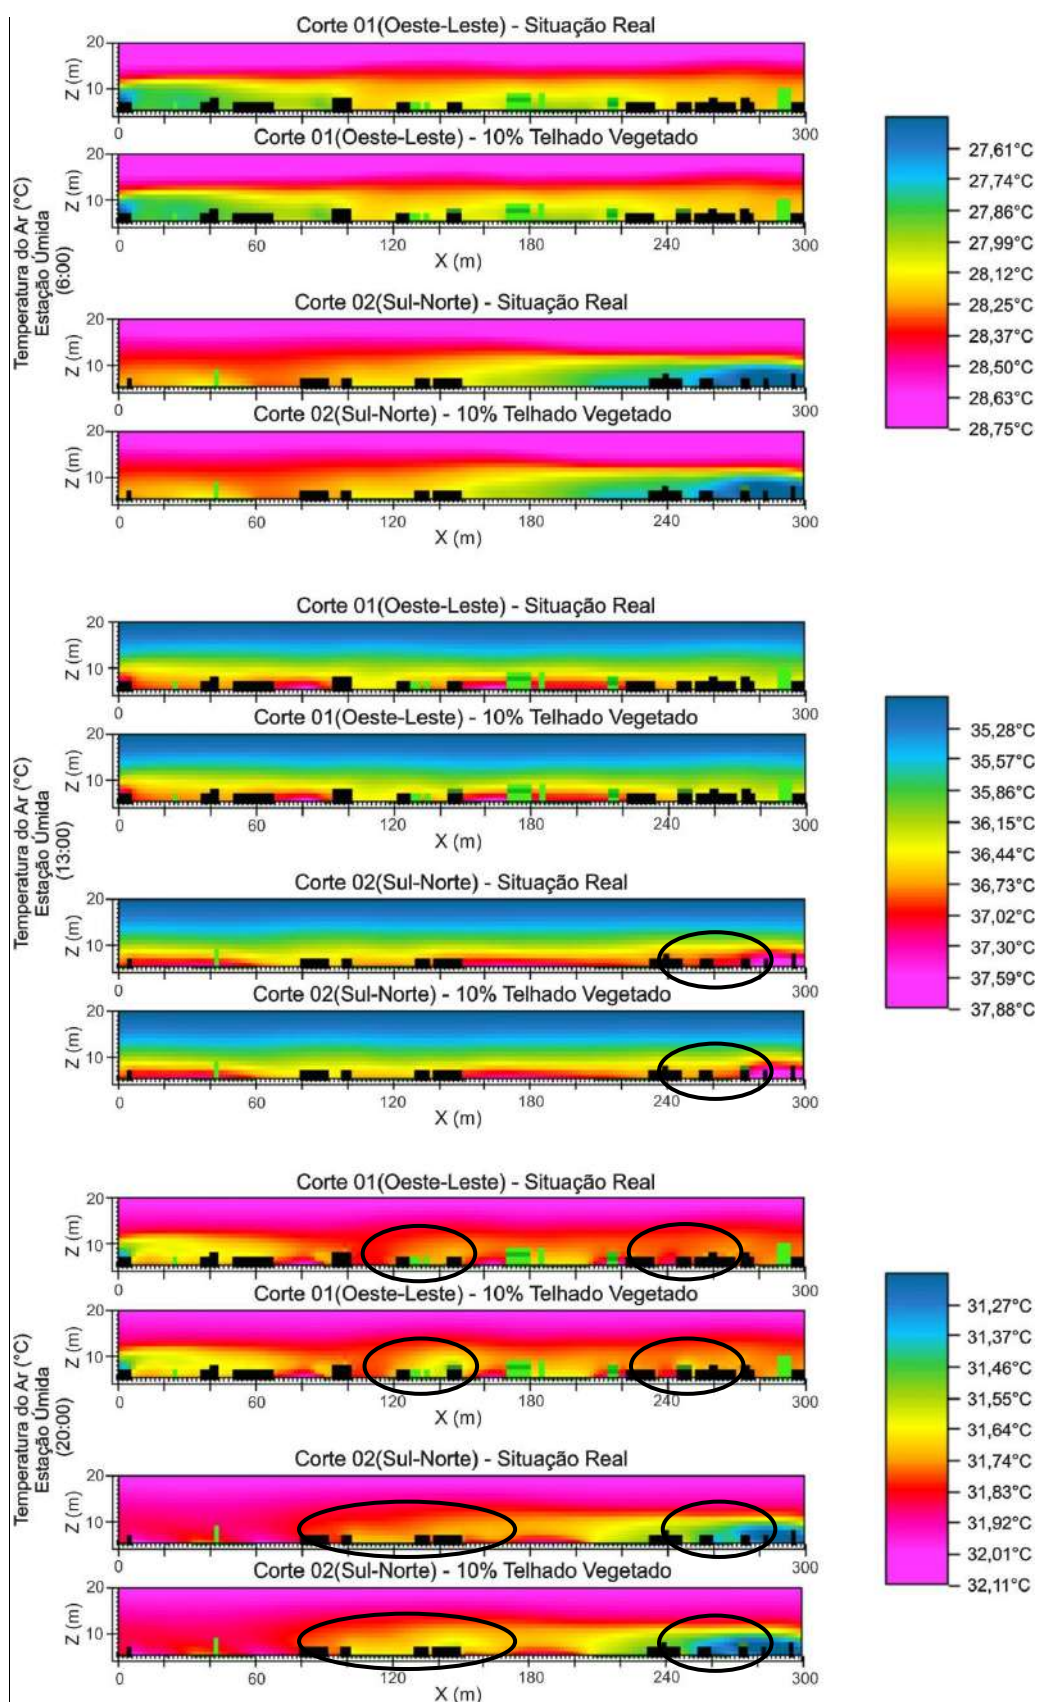 Corte 01(Oeste-Leste) - Situação Real
20
10
Z (m)
0
300
Corte 01(Oeste-Leste) - 10% Telhado Vegetado
20
10
Z (m)
0
60
120
180
240
300
X (m)
Temperatura do Ar (°C)
Estação Úmida
(6:00)
Corte 02(Sul-Norte) - Situação Real
20
10
Z (m)
0
300
Corte 02(Sul-Norte) - 10% Telhado Vegetado
20
10
Z (m)
0
60
120
180
240
300
X (m)
27,61°C
27,74°C
27,86°C
27,99°C
28,12°C
28,25°C
28,37°C
28,50°C
28,63°C
28,75°C
Corte 01(Oeste-Leste) - Situação Real
20
10
Z (m)
0
300
Corte 01(Oeste-Leste) - 10% Telhado Vegetado
20
10
Z (m)
0
60
120
180
240
300
X (m)
Temperatura do Ar (°C)
Estação Úmida
(13:00)
Corte 02(Sul-Norte) - Situação Real
20
10
Z (m)
0
300
Corte 02(Sul-Norte) - 10% Telhado Vegetado
20
10
Z (m)
0
60
120
180
240
300
X (m)
35,28°C
35,57°C
35,86°C
36,15°C
36,44°C
36,73°C
37,02°C
37,30°C
37,59°C
37,88°C
Corte 01(Oeste-Leste) - Situação Real
20
10
Z (m)
0
300
Corte 01(Oeste-Leste) - 10% Telhado Vegetado
20
10
Z (m)
0
60
120
180
240
300
X (m)
Temperatura do Ar (°C)
Estação Úmida
(20:00)
Corte 02(Sul-Norte) - Situação Real
20
10
Z (m)
0
300
Corte 02(Sul-Norte) - 10% Telhado Vegetado
20
10
Z (m)
0
60
120
180
240
300
X (m)
31,27°C
31,37°C
31,46°C
31,55°C
31,64°C
31,74°C
31,83°C
31,92°C
32,01°C
32,11°C